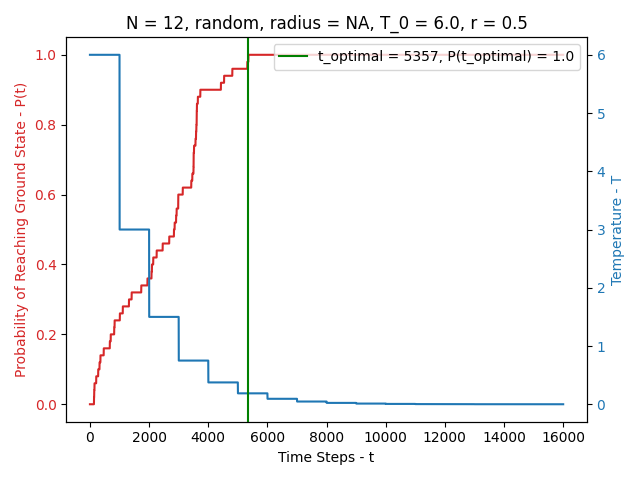 N = 12, random, radius = NA, T_0 = 6.0, r = 0.5
t_optimal = 5357, P(t_optimal) = 1.0
Probability of Reaching Ground State - P(t)
1.0
0.8
0.6
0.4
0.2
0.0
6
5
4
3
2
1
0
Temperature - T
0 2000 4000 6000 8000 10000 12000 14000 16000
Time Steps - t